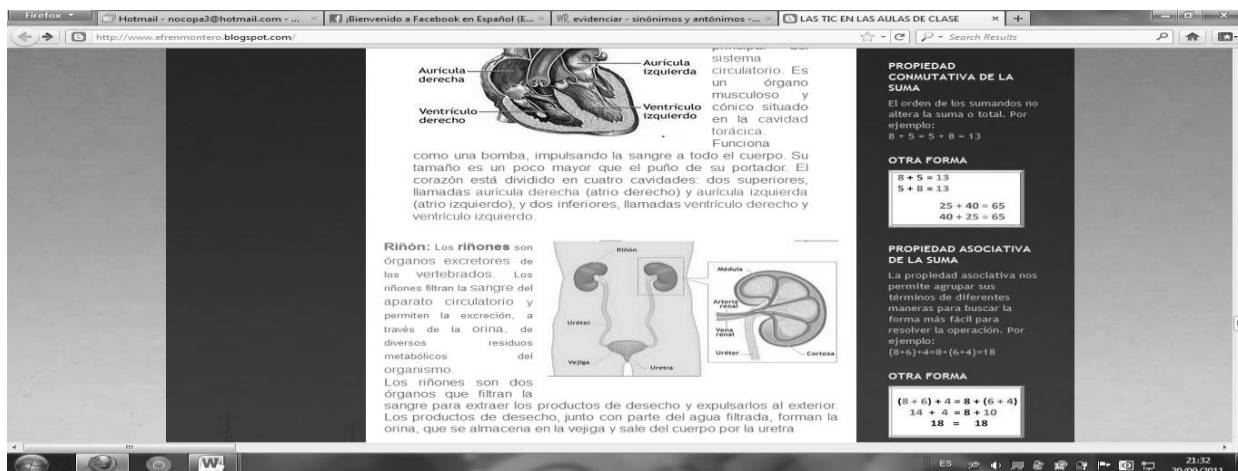 Firefox
Hotmail - nocopa3@hotmail.com - ...
¡Bienvenido a Facebook en Español (E...
evidenciar - sinónimos y antónimos -...
LAS TIC EN LAS AULAS DE CLASE
http://www.efrenmontero.blogspot.com/
Search Results
Aurícula
derecha
Aurícula
izquierda
Ventrículo
derecho
Ventrículo
izquierdo
sistema
circulatorio. Es
un órgano
musculoso y
cónico situado
en la cavidad
torácica.
Funciona
como una bomba, impulsando la sangre a todo el cuerpo. Su
tamaño es un poco mayor que el puño de su portador. El
corazón está dividido en cuatro cavidades: dos superiores,
llamadas aurícula derecha (atrio derecho) y aurícula izquierda
(atrio izquierdo), y dos inferiores, llamadas ventrículo derecho y
ventrículo izquierdo.
Riñón: Los riñones son
órganos excretores de
los vertebrados. Los
riñones filtran la sangre del
aparato circulatorio y
permiten la excreción, a
través de la orina, de
diversos residuos
metabólicos del
organismo.
Los riñones son dos
órganos que filtran la
sangre para extraer los productos de desecho y expulsarlos al exterior.
Los productos de desecho, junto con parte del agua filtrada, forman la
orina, que se almacena en la vejiga y sale del cuerpo por la uretra
Riñón
Uréter
Vejiga
Uretra
Médula
Arteria
renal
Vena
renal
Uréter
Corteza
PROPIEDAD
CONMUTATIVA DE LA
SUMA
El orden de los sumandos no
altera la suma o total. Por
ejemplo:
8 + 5 = 5 + 8 = 13
OTRA FORMA
8 + 5 = 13
5 + 8 = 13
25 + 40 = 65
40 + 25 = 65
PROPIEDAD ASOCIATIVA
DE LA SUMA
La propiedad asociativa nos
permite agrupar sus
términos de diferentes
maneras para buscar la
forma más fácil para
resolver la operación. Por
ejemplo:
(8+6)+4=8+(6+4)=18
OTRA FORMA
(8 + 6) + 4 = 8 + (6 + 4)
14 + 4 = 8 + 10
18 = 18
ES
21:32
20/09/2011